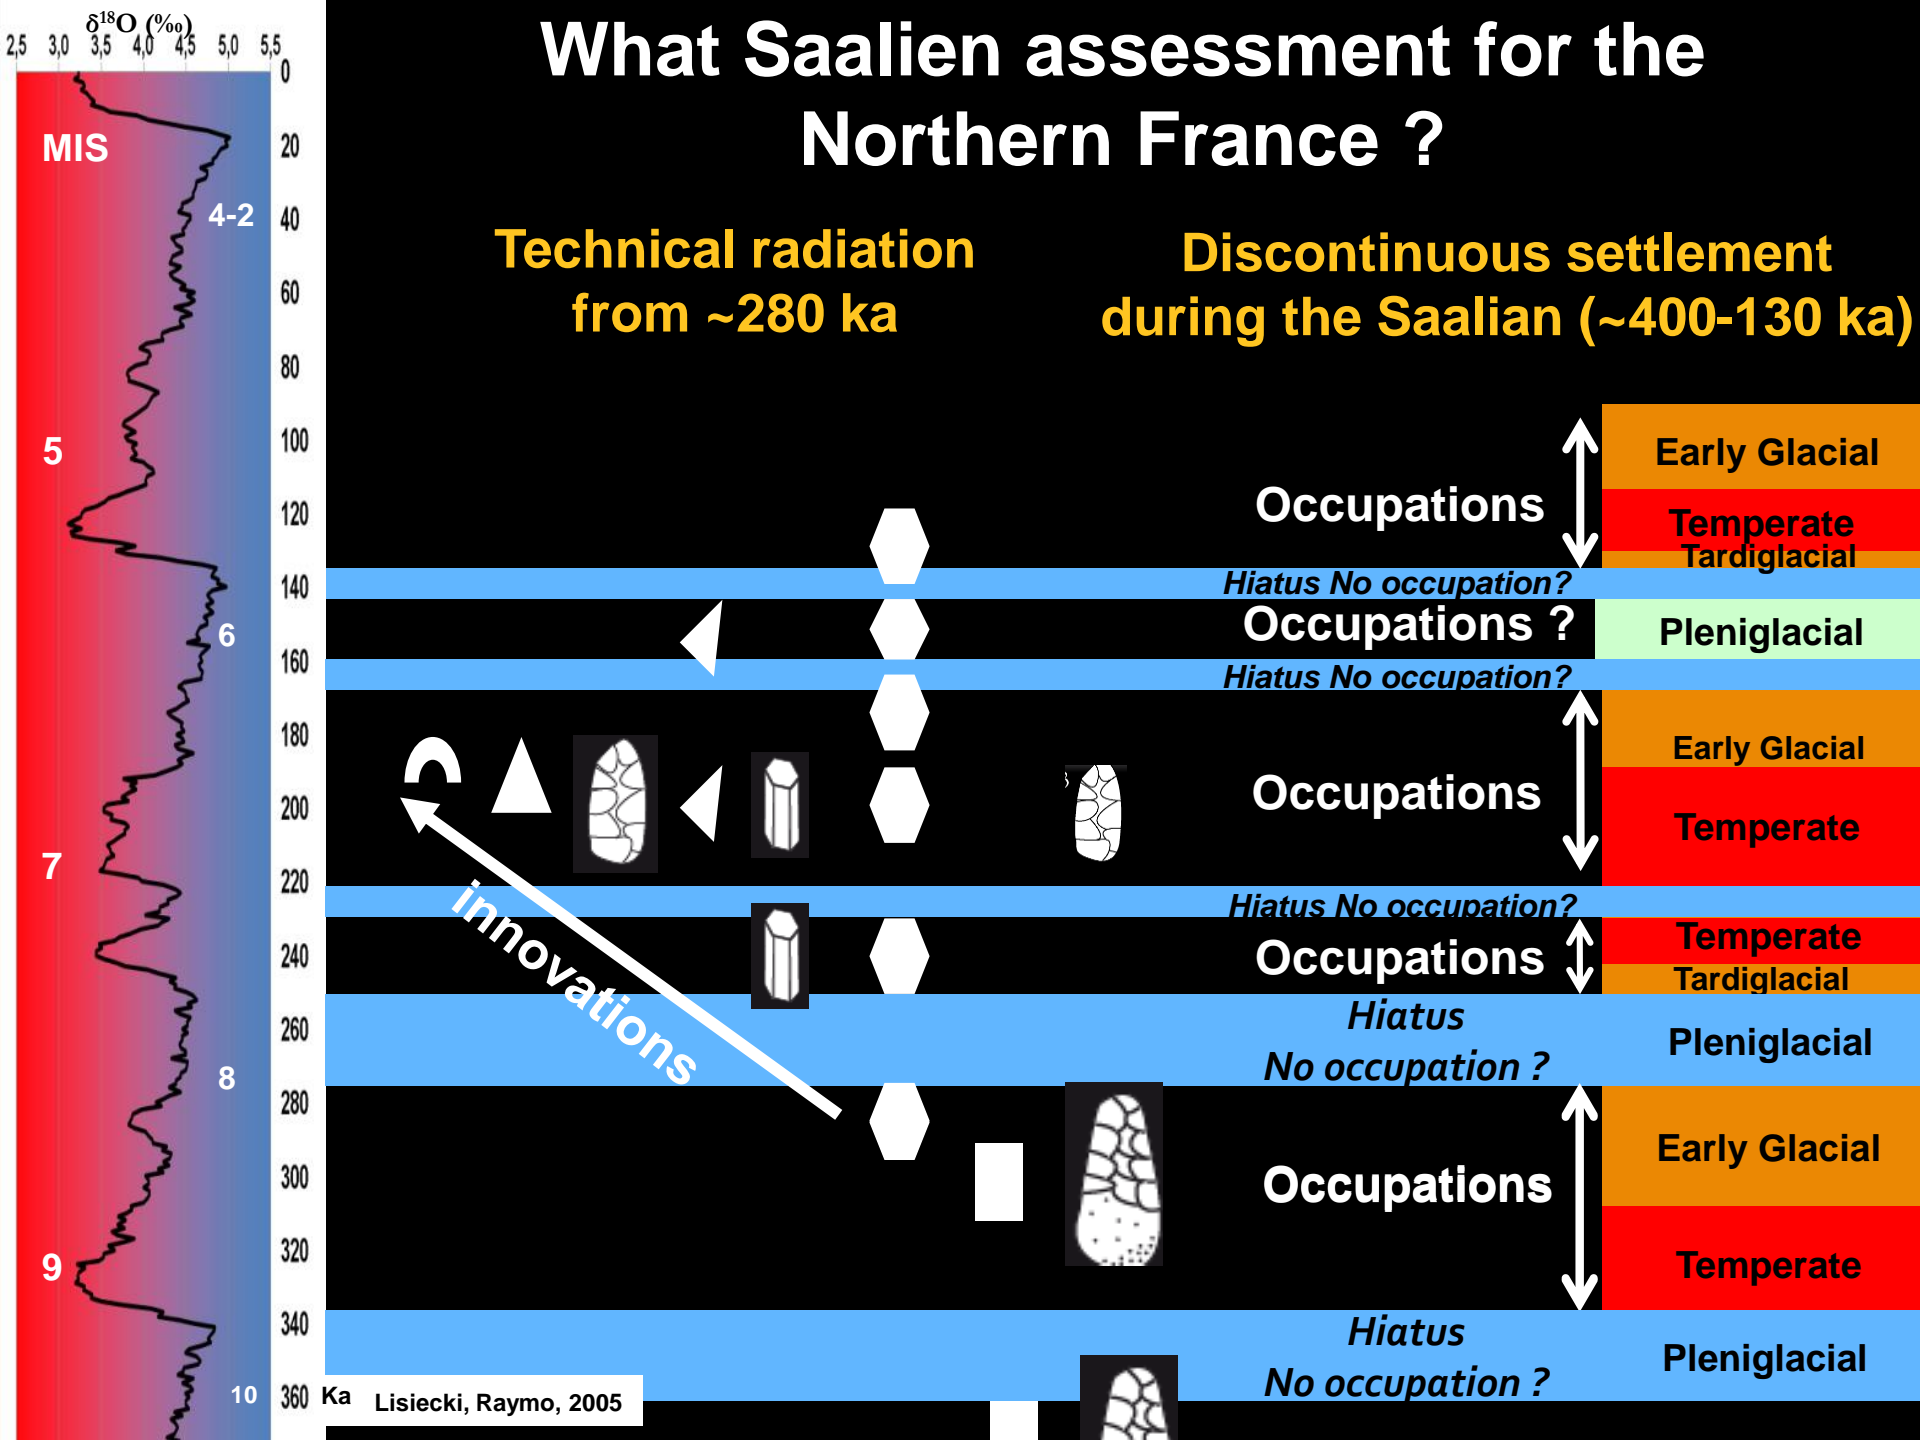 What Saalien assessment for the
Northern France ?
δ18O (‰)
2,5 3,0 3,5 4,0 4,5 5,0 5,5
MIS
4-2
5
6
7
8
9
10
0
20
40
60
80
100
120
140
160
180
200
220
240
260
280
300
320
340
360 Ka
Lisiecki, Raymo, 2005
Technical radiation
from ~280 ka
Discontinuous settlement
during the Saalian (~400-130 ka)
innovations
Occupations
Early Glacial
Temperate
Tardiglacial
Hiatus No occupation?
Occupations ?
Pleniglacial
Hiatus No occupation?
Early Glacial
Occupations
Temperate
Hiatus No occupation?
Temperate
Occupations
Tardiglacial
Hiatus
No occupation ?
Pleniglacial
Early Glacial
Occupations
Temperate
Hiatus
No occupation ?
Pleniglacial